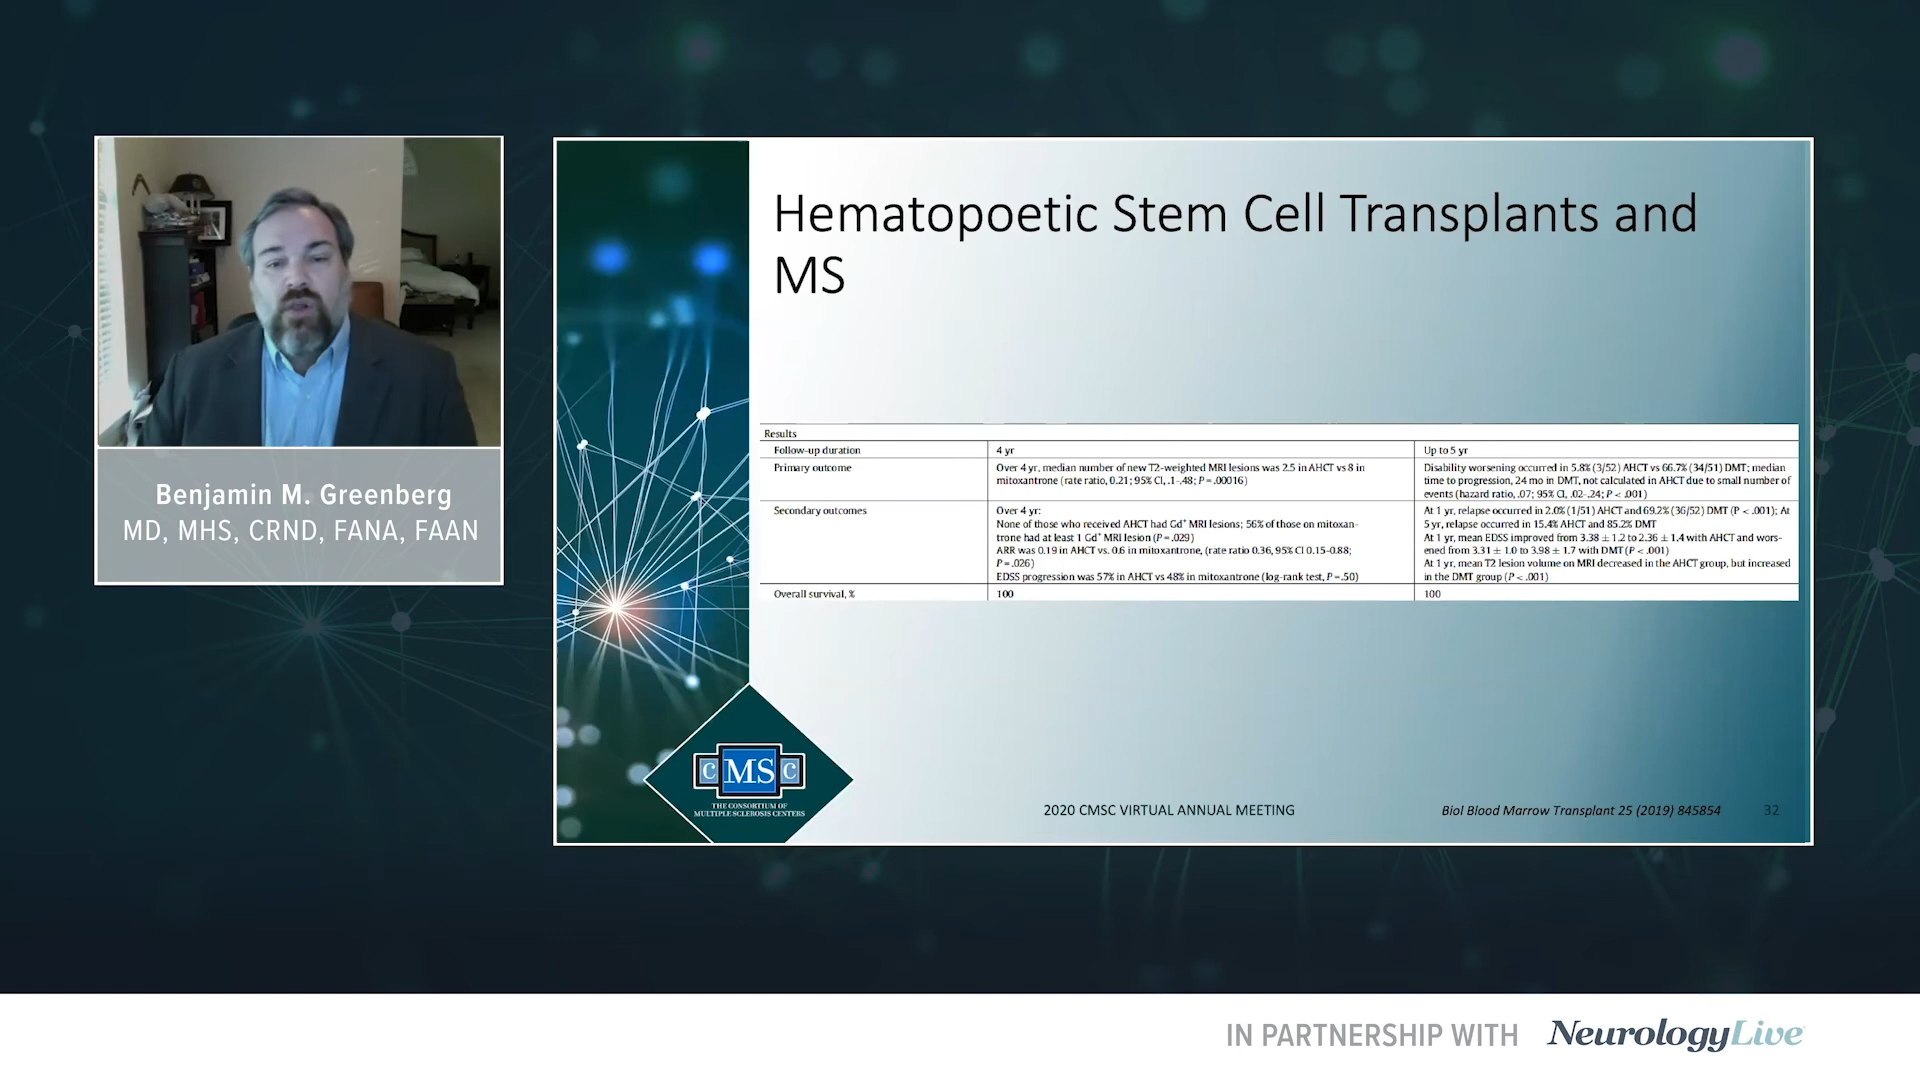 Benjamin M. Greenberg
MD, MHS, CRND, FANA, FAAN
Hematopoetic Stem Cell Transplants and
MS
Results
Follow-up duration
4 yr
Up to 5 yr
Primary outcome
Over 4 yr, median number of new T2-weighted MRI lesions was 2.5 in AHCT vs 8 in
mitoxantrone (rate ratio, 0.21; 95% CI, .1-.48; P = .00016)
Disability worsening occurred in 5.8% (3/52) AHCT vs 66.7% (34/51) DMT; median
time to progression, 24 mo in DMT, not calculated in AHCT due to small number of
events (hazard ratio, .07; 95% CI, .02-.24; P < .001)
Secondary outcomes
Over 4 yr:
None of those who received AHCT had Gd+ MRI lesions; 56% of those on mitoxan-
trone had at least 1 Gd+ MRI lesion (P = .029)
ARR was 0.19 in AHCT vs. 0.6 in mitoxantrone, (rate ratio 0.36, 95% CI 0.15-0.88;
P = .026)
EDSS progression was 57% in AHCT vs 48% in mitoxantrone (log-rank test, P = .50)
At 1 yr, relapse occurred in 2.0% (1/51) AHCT and 69.2% (36/52) DMT (P < .001); At
5 yr, relapse occurred in 15.4% AHCT and 85.2% DMT
At 1 yr, mean EDSS improved from 3.38 ± 1.2 to 2.36 ± 1.4 with AHCT and wors-
ened from 3.31 ± 1.0 to 3.98 ± 1.7 with DMT (P < .001)
At 1 yr, mean T2 lesion volume on MRI decreased in the AHCT group, but increased
in the DMT group (P < .001)
Overall survival, %
100
100
C MS C
THE CONSORTIUM OF
MULTIPLE SCLEROSIS CENTERS
2020 CMSC VIRTUAL ANNUAL MEETING
Biol Blood Marrow Transplant 25 (2019) 845854
32
IN PARTNERSHIP WITH
NeurologyLive